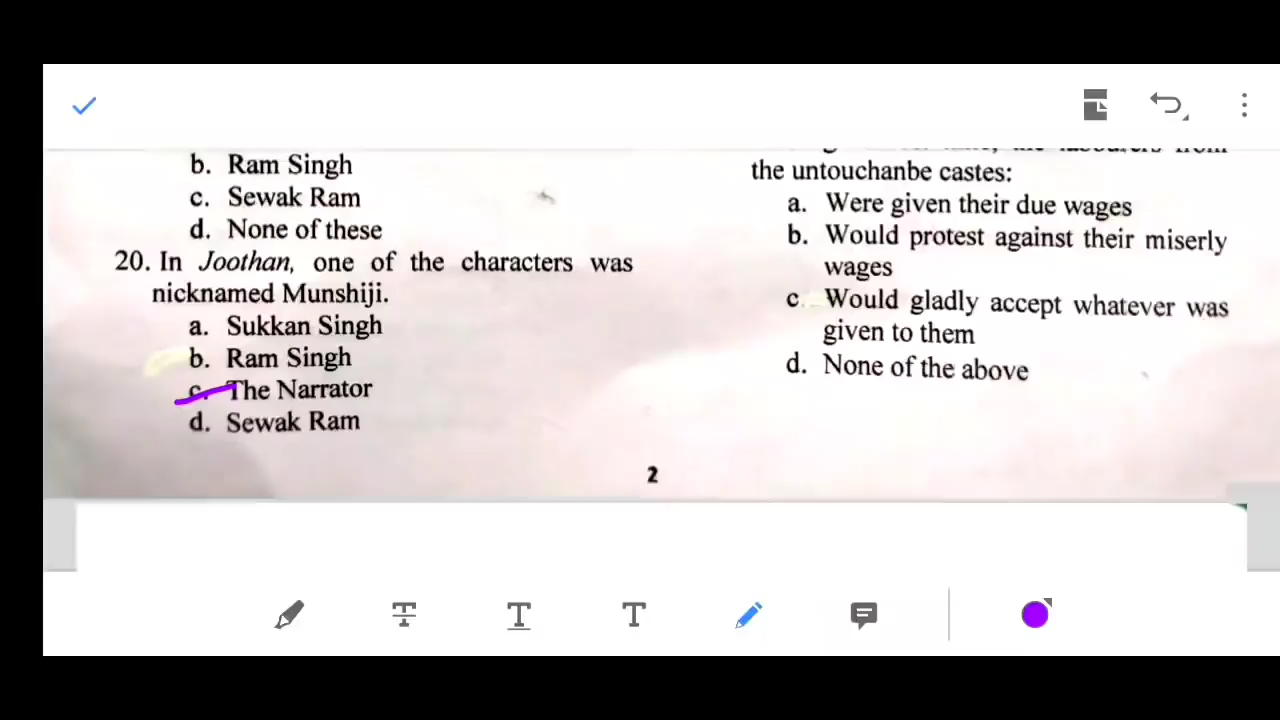 b. Ram Singh
c. Sewak Ram
d. None of these
20. In Joothan, one of the characters was
nicknamed Munshiji.
a. Sukkan Singh
b. Ram Singh
c. The Narrator
d. Sewak Ram
the untouchanbe castes:
a. Were given their due wages
b. Would protest against their miserly
wages
c. Would gladly accept whatever was
given to them
d. None of the above
2